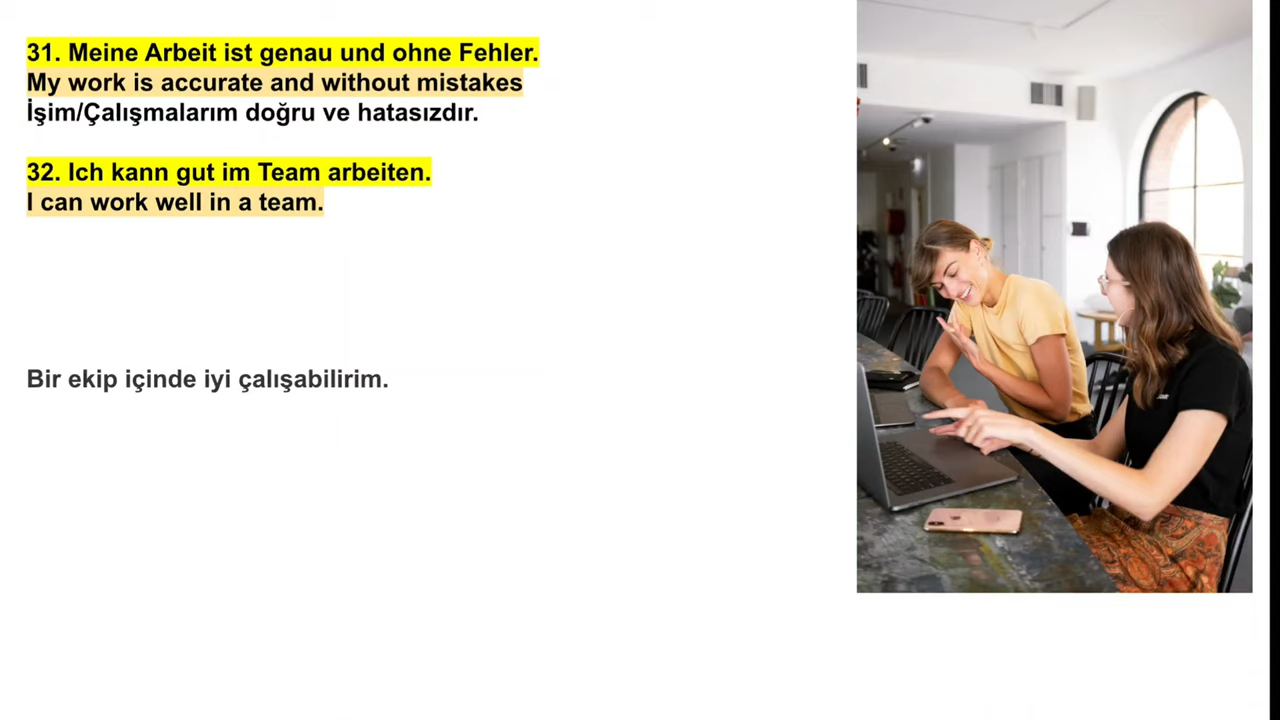 31. Meine Arbeit ist genau und ohne Fehler.
My work is accurate and without mistakes
İşim/Çalışmalarım doğru ve hatasızdır.
32. Ich kann gut im Team arbeiten.
I can work well in a team.
Bir ekip içinde iyi çalışabilirim.